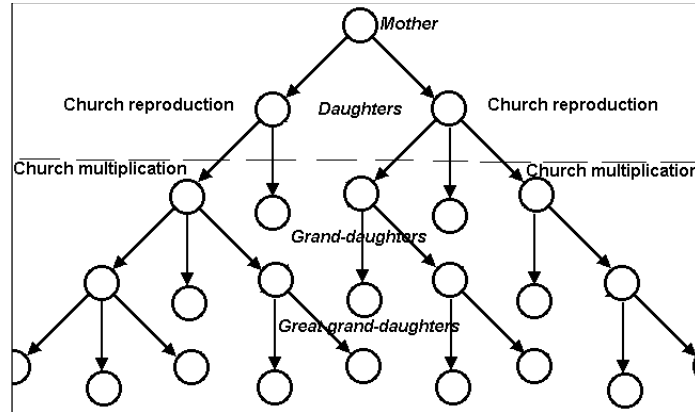 Mother
Church reproduction
Daughters
Church reproduction
Church multiplication
Church multiplication
Grand-daughters
Great grand-daughters